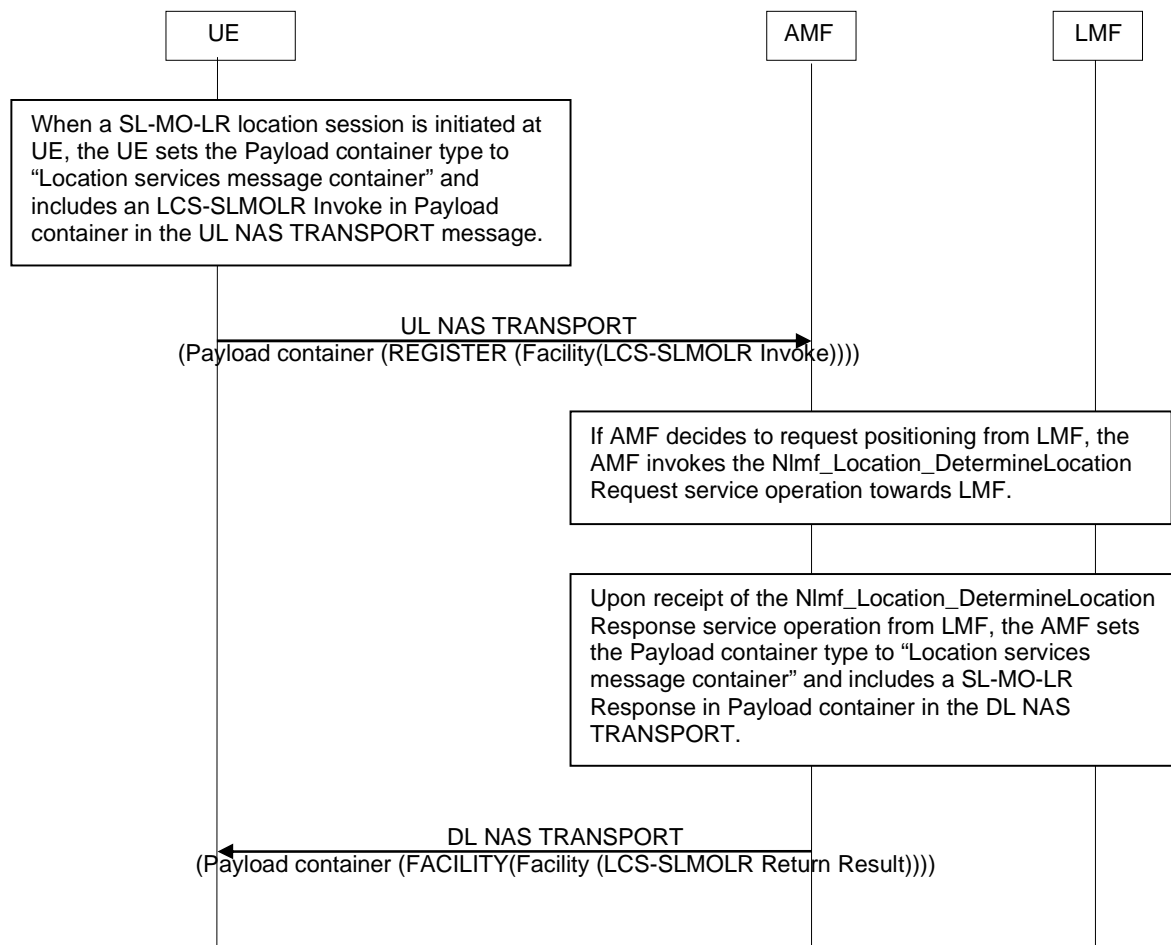 UE
AMF
LMF
When a SL-MO-LR location session is initiated at
UE, the UE sets the Payload container type to
“Location services message container” and
includes an LCS-SLMOLR Invoke in Payload
container in the UL NAS TRANSPORT message.
UL NAS TRANSPORT
(Payload container (REGISTER (Facility(LCS-SLMOLR Invoke))))
If AMF decides to request positioning from LMF, the
AMF invokes the Nlmf_Location_DetermineLocation
Request service operation towards LMF.
Upon receipt of the Nlmf_Location_DetermineLocation
Response service operation from LMF, the AMF sets
the Payload container type to “Location services
message container” and includes a SL-MO-LR
Response in Payload container in the DL NAS
TRANSPORT.
DL NAS TRANSPORT
(Payload container (FACILITY(Facility (LCS-SLMOLR Return Result))))